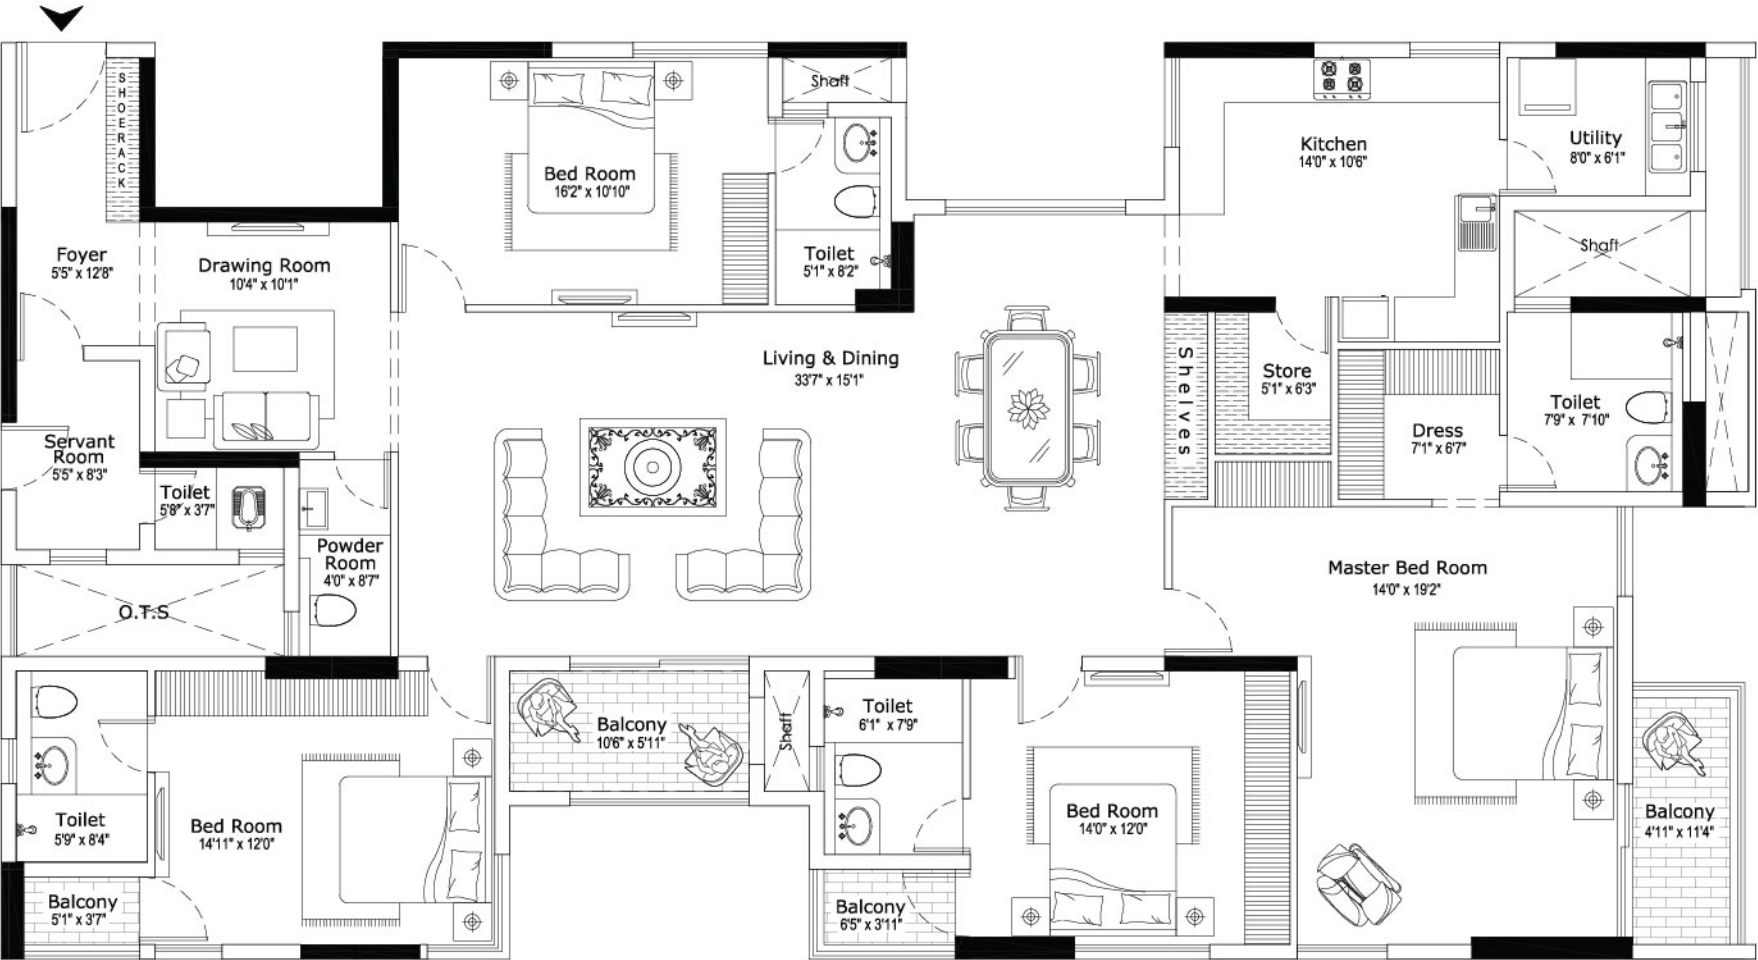 SHOERACK
Foyer
5'5" x 12'8"
Drawing Room
10'4" x 10'1"
Bed Room
16'2" x 10'10"
Shaft
Toilet
5'1" x 8'2"
Kitchen
14'0" x 10'6"
Utility
8'0" x 6'1"
Shaft
Living & Dining
33'7" x 15'1"
Shelves
Store
5'1" x 6'3"
Dress
7'1" x 6'7"
Toilet
7'9" x 7'10"
Servant
Room
5'5" x 8'3"
Toilet
5'8" x 3'7"
Powder
Room
4'0" x 8'7"
O.T.S
Master Bed Room
14'0" x 19'2"
Toilet
5'9" x 8'4"
Bed Room
14'11" x 12'0"
Balcony
5'1" x 3'7"
Balcony
10'6" x 5'11"
Shaft
Toilet
6'1" x 7'9"
Bed Room
14'0" x 12'0"
Balcony
6'5" x 3'11"
Balcony
4'11" x 11'4"